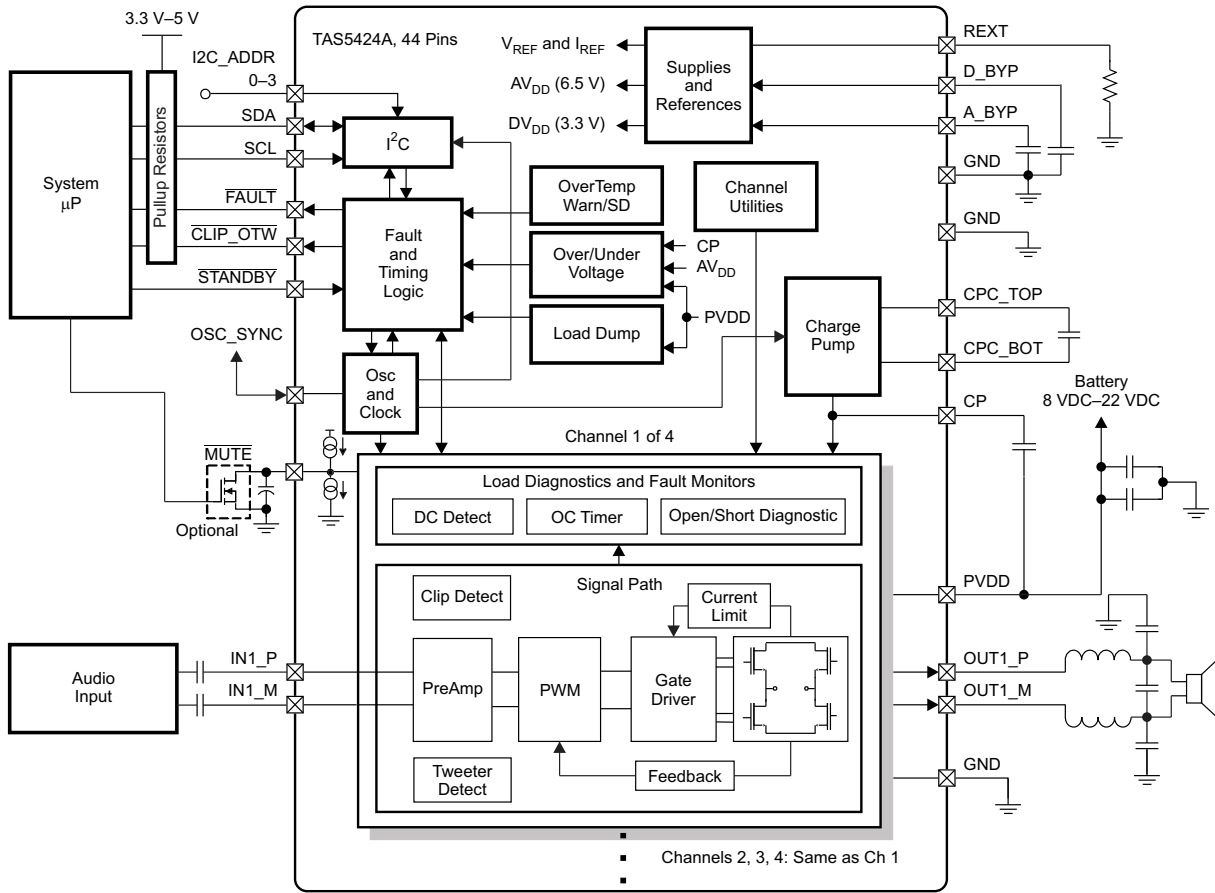 3.3 V–5 V
TAS5424A, 44 Pins
I2C_ADDR
0–3
SDA
SCL
FAULT
CLIP_OTW
STANDBY
System
μP
Pullup Resistors
I²C
V_REF and I_REF
AV_DD (6.5 V)
DV_DD (3.3 V)
Supplies
and
References
REXT
D_BYP
A_BYP
GND
GND
Fault
and
Timing
Logic
OverTemp
Warn/SD
Over/Under
Voltage
Load Dump
CP
AV_DD
PVDD
Channel
Utilities
Charge
Pump
CPC_TOP
CPC_BOT
CP
Battery
8 VDC–22 VDC
OSC_SYNC
Osc
and
Clock
MUTE
Optional
Channel 1 of 4
Load Diagnostics and Fault Monitors
DC Detect
OC Timer
Open/Short Diagnostic
Signal Path
Clip Detect
Current
Limit
PVDD
Audio
Input
IN1_P
IN1_M
PreAmp
PWM
Gate
Driver
OUT1_P
OUT1_M
Tweeter
Detect
Feedback
GND
Channels 2, 3, 4: Same as Ch 1